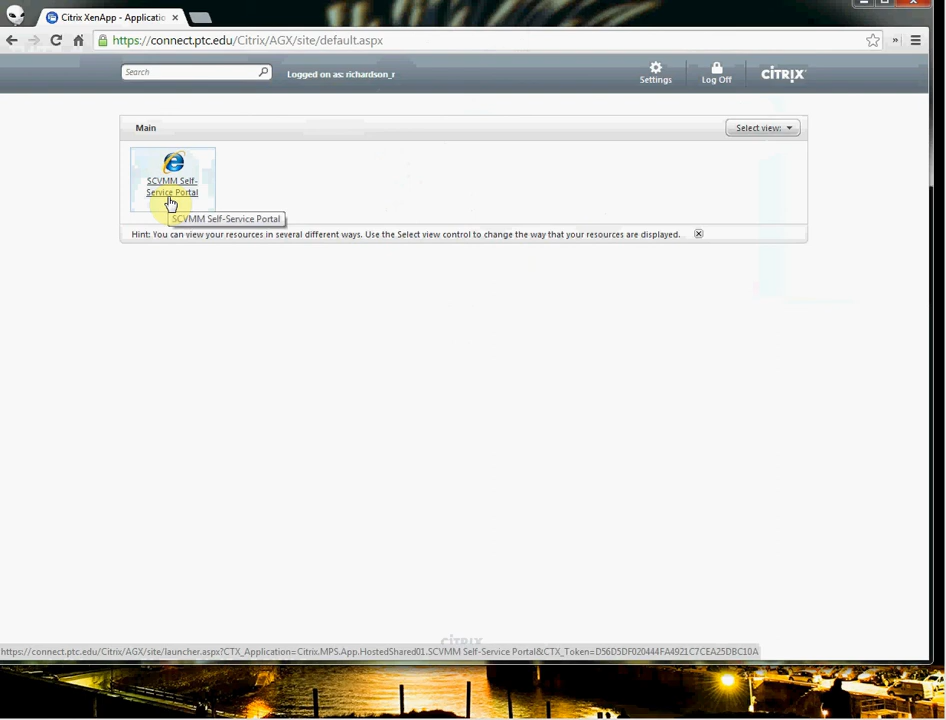 Citrix XenApp - Applicatio
https://connect.ptc.edu/Citrix/AGX/site/default.aspx
Search
Logged on as: richardson_r
Settings
Log Off
CITRIX
Main
Select view:
SCVMM Self-
Service Portal
SCVMM Self-Service Portal
Hint: You can view your resources in several different ways. Use the Select view control to change the way that your resources are displayed.
CITRIX
https://connect.ptc.edu/Citrix/AGX/site/launcher.aspx?CTX_Application=Citrix.MPS.App.HostedShared01.SCVMM Self-Service Portal&CTX_Token=D56D5DF020444FA4921C7CEA25DBC10A